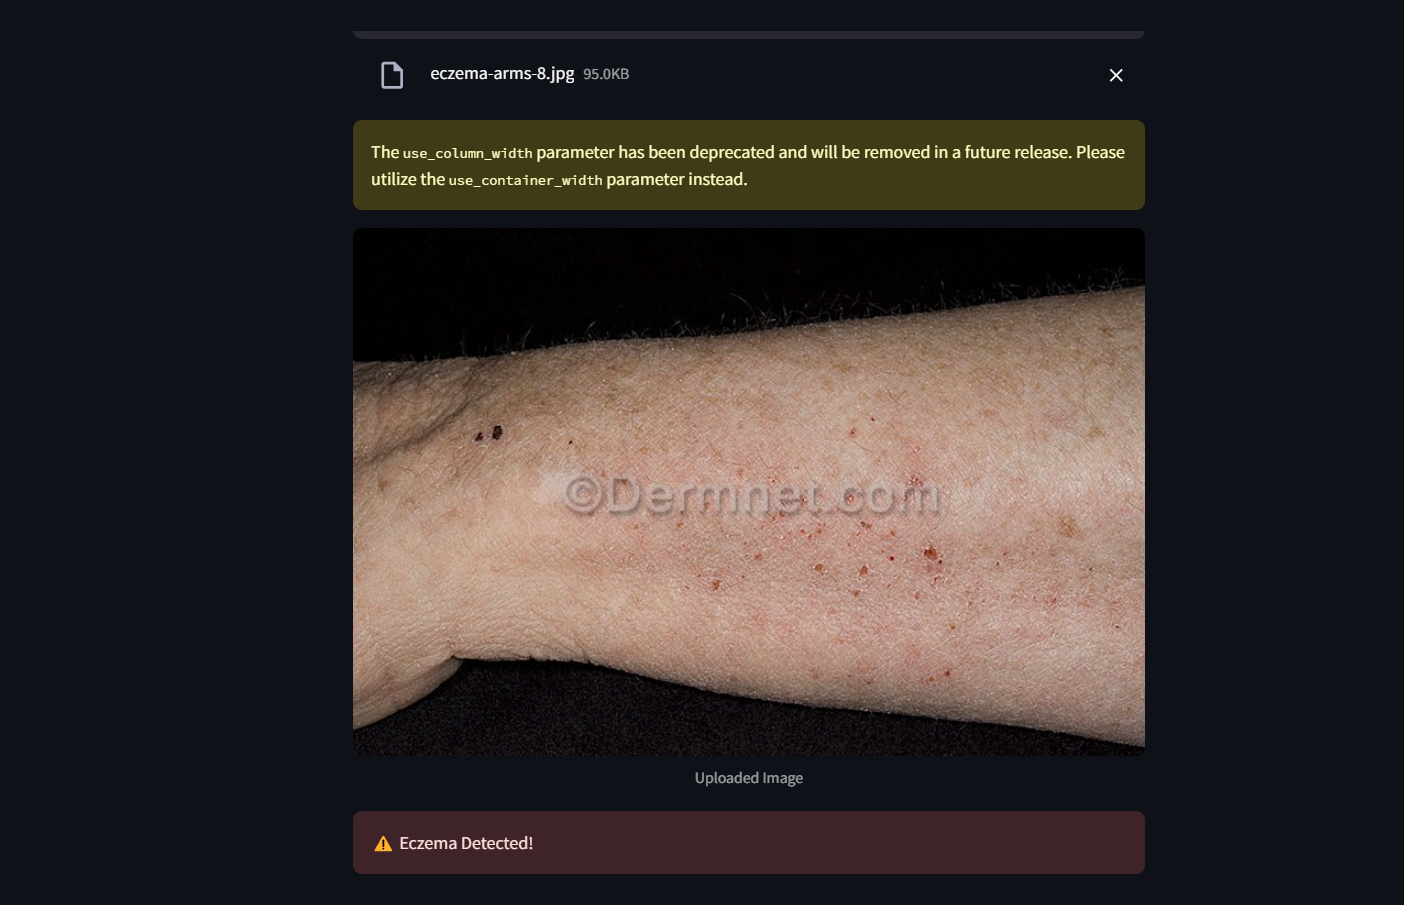 eczema-arms-8.jpg 95.0KB
The use_column_width parameter has been deprecated and will be removed in a future release. Please
utilize the use_container_width parameter instead.
©Dermnet.com
Uploaded Image
⚠️ Eczema Detected!